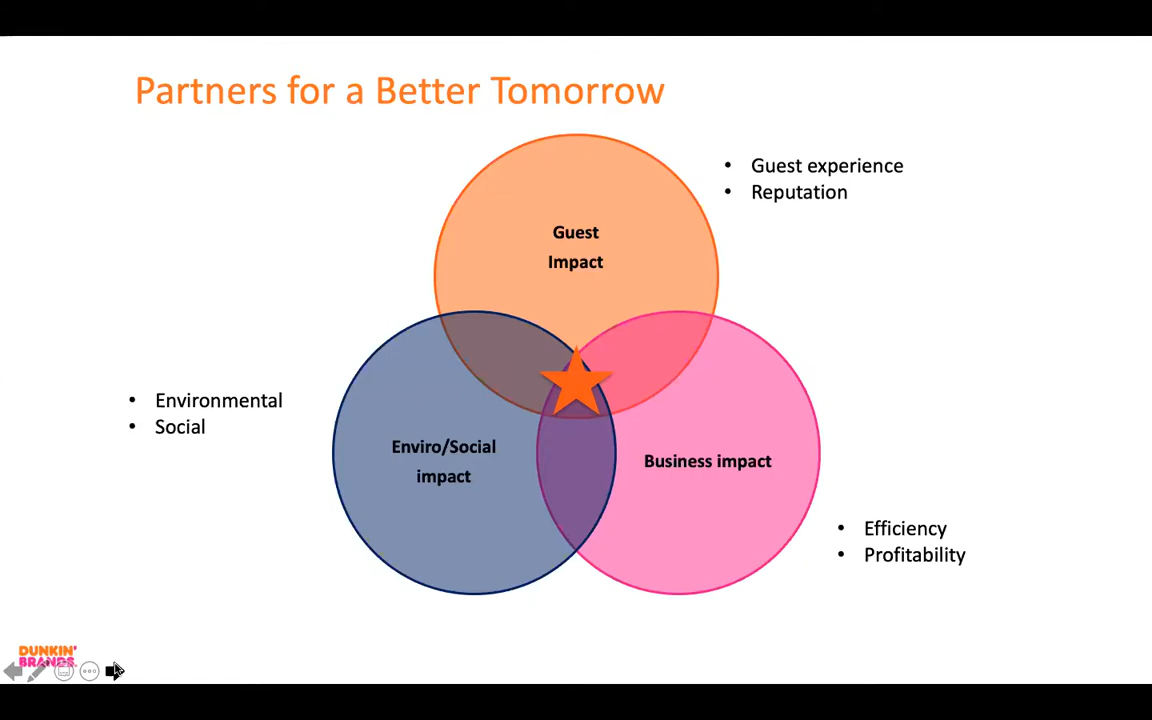 Partners for a Better Tomorrow
• Guest experience
• Reputation
Guest
Impact
• Environmental
• Social
Enviro/Social
impact
Business impact
• Efficiency
• Profitability
DUNKIN'
BRANDS.